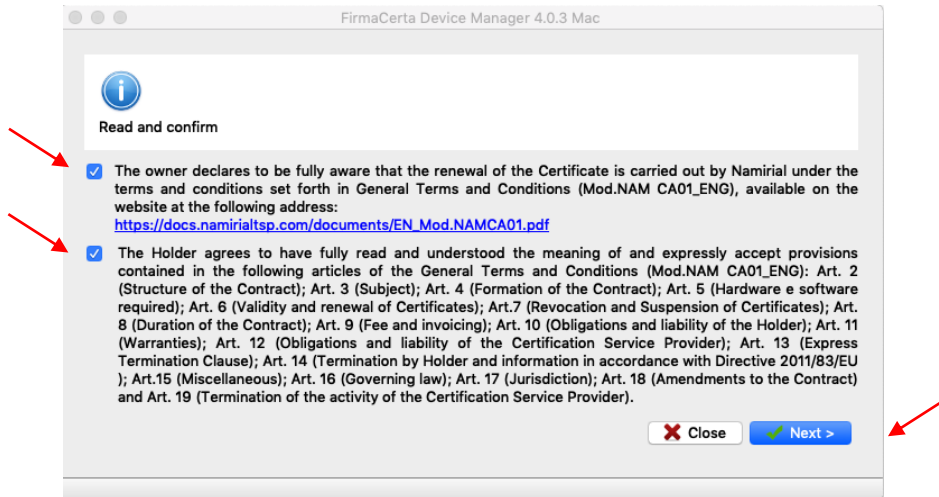 FirmaCerta Device Manager 4.0.3 Mac
Read and confirm
The owner declares to be fully aware that the renewal of the Certificate is carried out by Namirial under the
terms and conditions set forth in General Terms and Conditions (Mod.NAM CA01_ENG), available on the
website at the following address:
https://docs.namirialtsp.com/documents/EN_Mod.NAMCA01.pdf
The Holder agrees to have fully read and understood the meaning of and expressly accept provisions
contained in the following articles of the General Terms and Conditions (Mod.NAM CA01_ENG): Art. 2
(Structure of the Contract); Art. 3 (Subject); Art. 4 (Formation of the Contract); Art. 5 (Hardware e software
required); Art. 6 (Validity and renewal of Certificates); Art.7 (Revocation and Suspension of Certificates); Art.
8 (Duration of the Contract); Art. 9 (Fee and invoicing); Art. 10 (Obligations and liability of the Holder); Art. 11
(Warranties); Art. 12 (Obligations and liability of the Certification Service Provider); Art. 13 (Express
Termination Clause); Art. 14 (Termination by Holder and information in accordance with Directive 2011/83/EU
); Art.15 (Miscellaneous); Art. 16 (Governing law); Art. 17 (Jurisdiction); Art. 18 (Amendments to the Contract)
and Art. 19 (Termination of the activity of the Certification Service Provider).
Close Next >